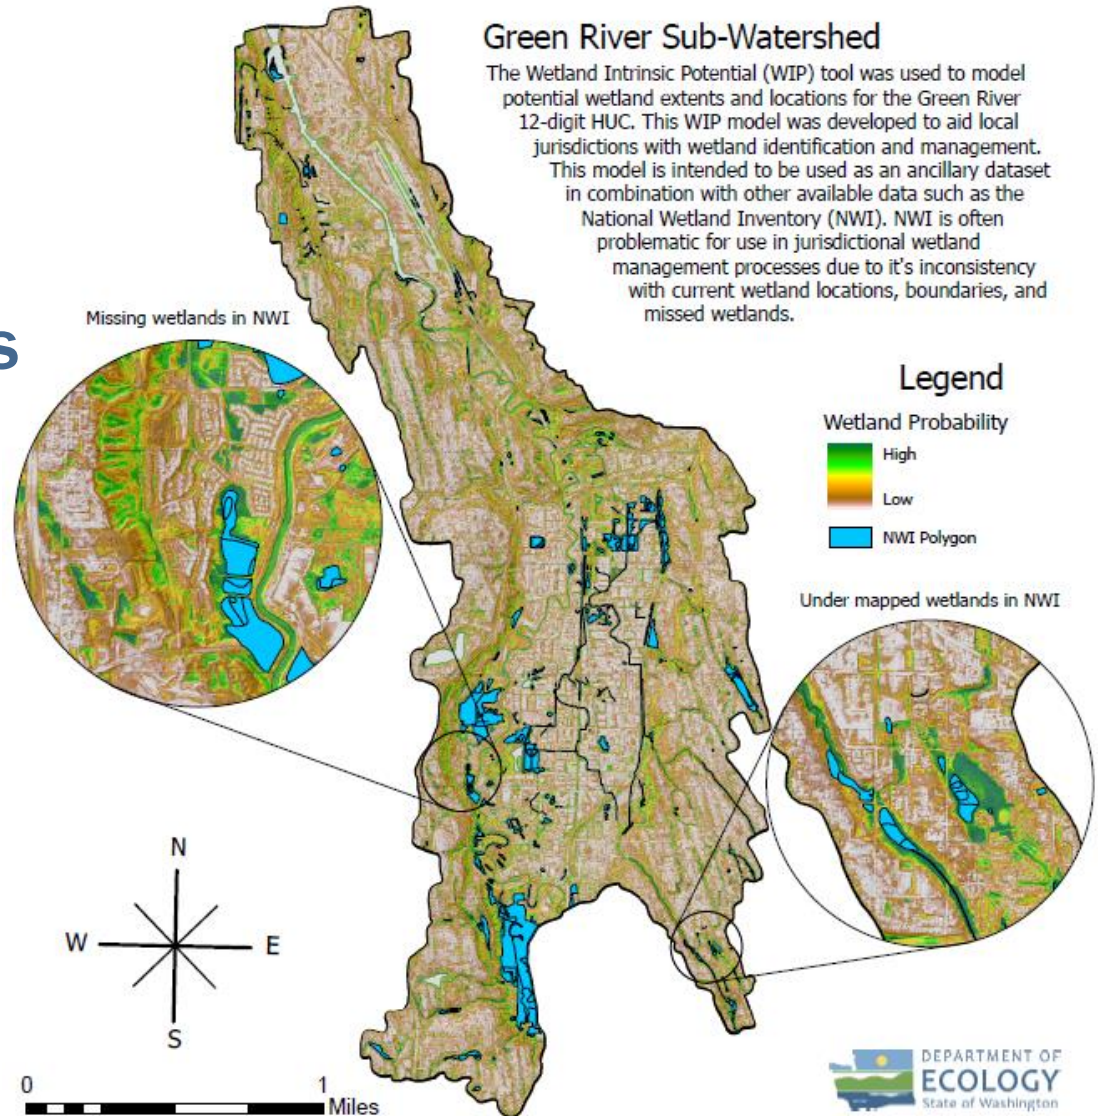 Green River Sub-Watershed
The Wetland Intrinsic Potential (WIP) tool was used to model
potential wetland extents and locations for the Green River
12-digit HUC. This WIP model was developed to aid local
jurisdictions with wetland identification and management.
This model is intended to be used as an ancillary dataset
in combination with other available data such as the
National Wetland Inventory (NWI). NWI is often
problematic for use in jurisdictional wetland
management processes due to it's inconsistency
with current wetland locations, boundaries, and
missed wetlands.
s
Missing wetlands in NWI
Legend
Wetland Probability
High
Low
NWI Polygon
Under mapped wetlands in NWI
N
W
E
S
0 1
Miles
DEPARTMENT OF
ECOLOGY
State of Washington